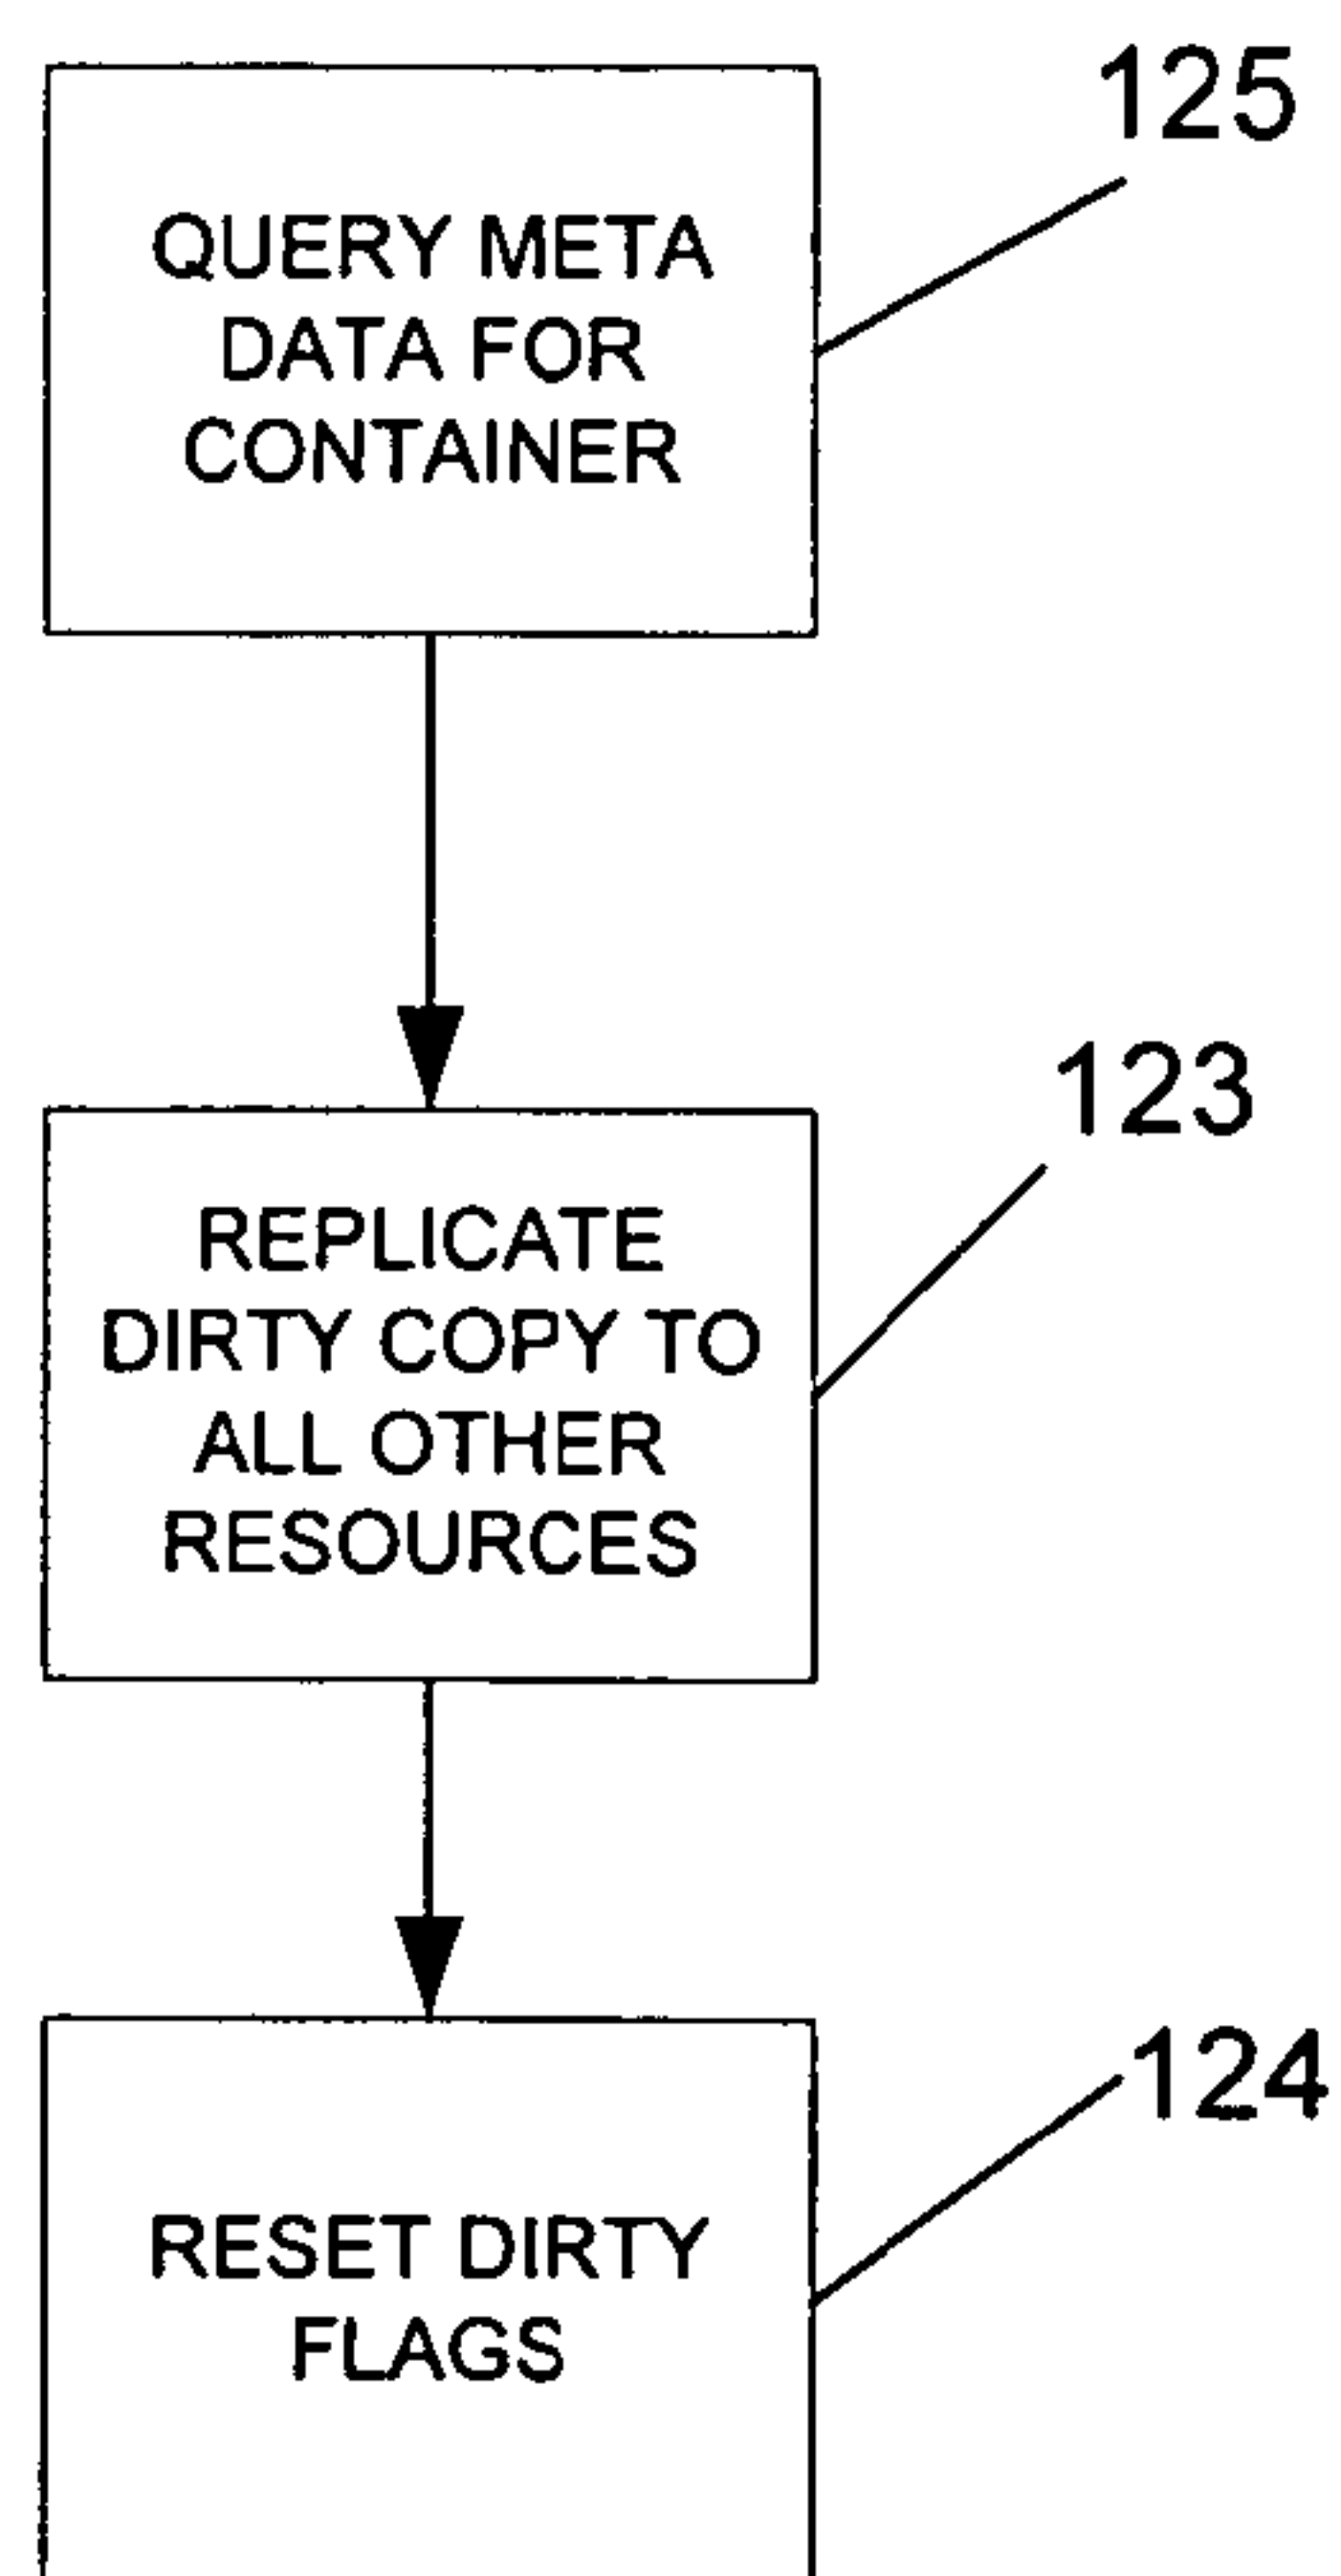 125
QUERY META
DATA FOR
CONTAINER
123
REPLICATE
DIRTY COPY TO
ALL OTHER
RESOURCES
124
RESET DIRTY
FLAGS